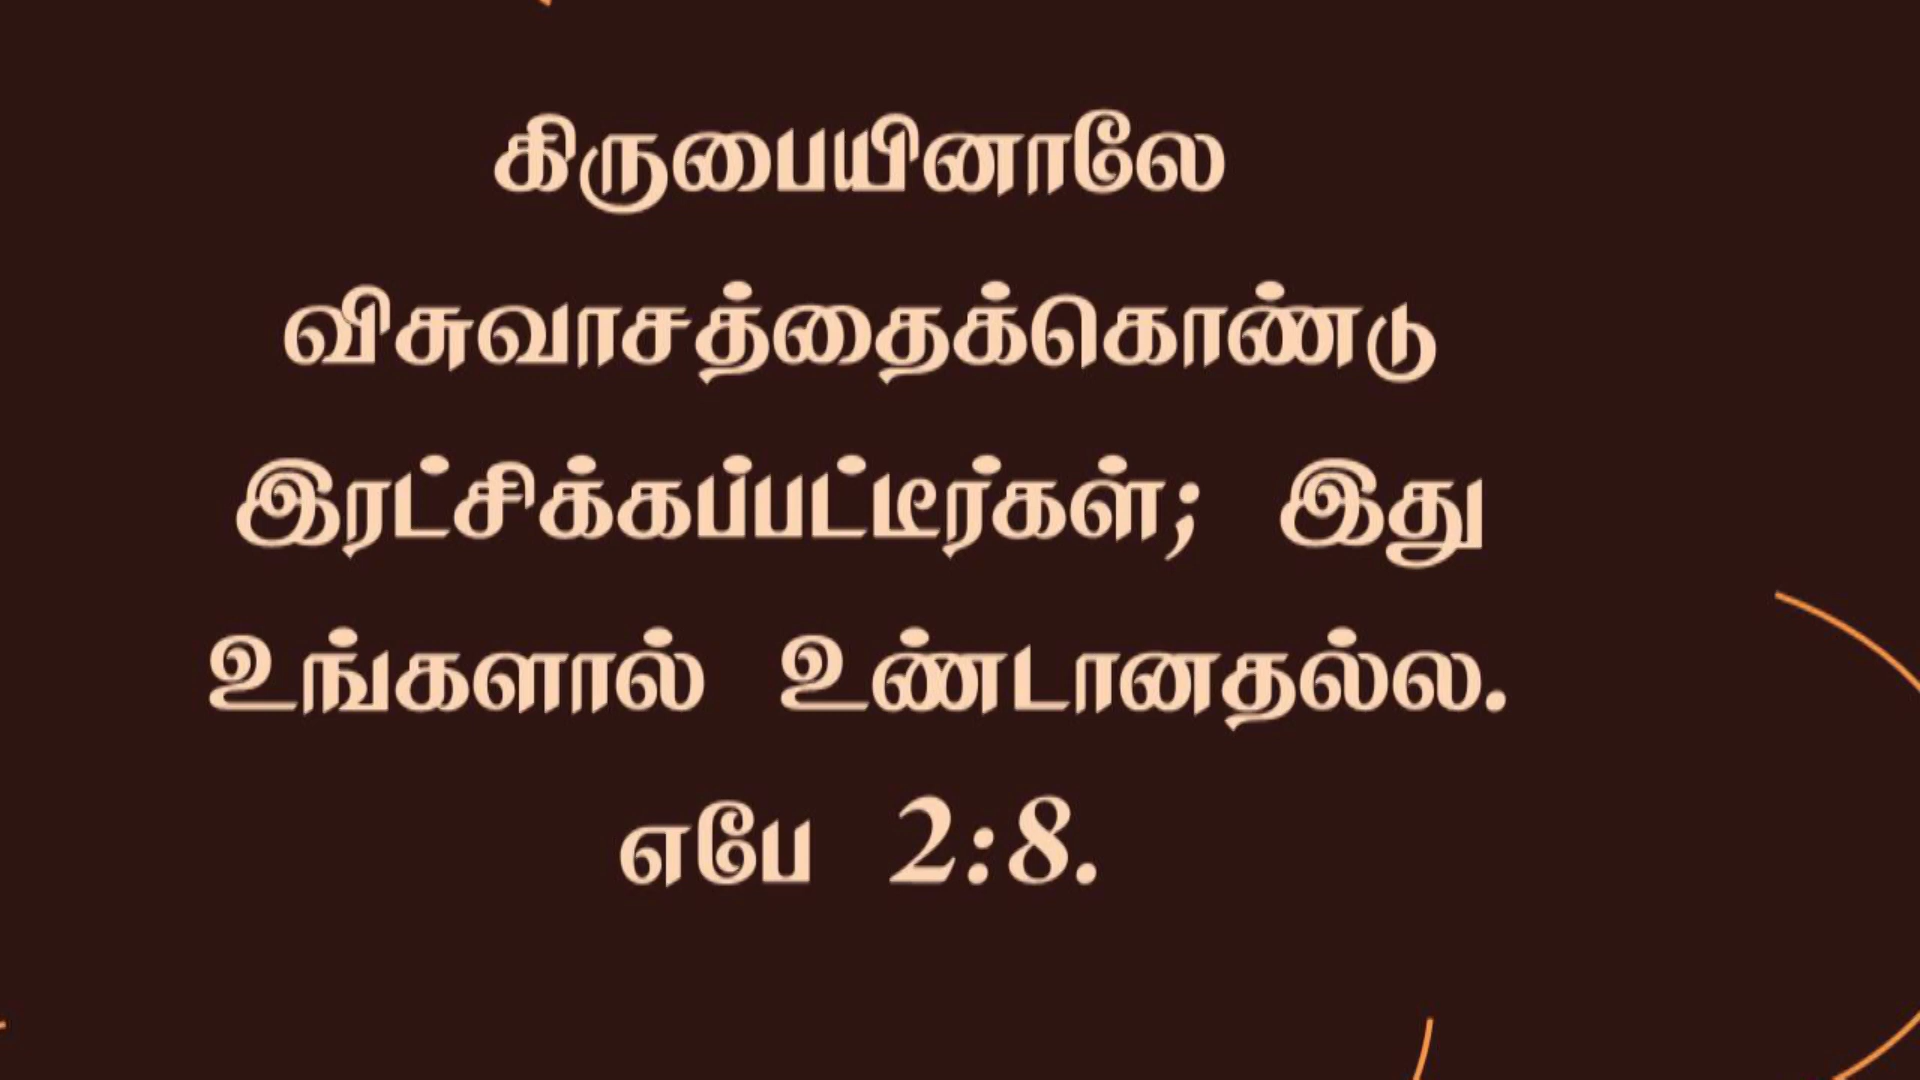 கிருபையினாலே
விசுவாசத்தைக்கொண்டு
இரட்சிக்கப்பட்டீர்கள்; இது
உங்களால் உண்டானதல்ல.
எபே 2:8.